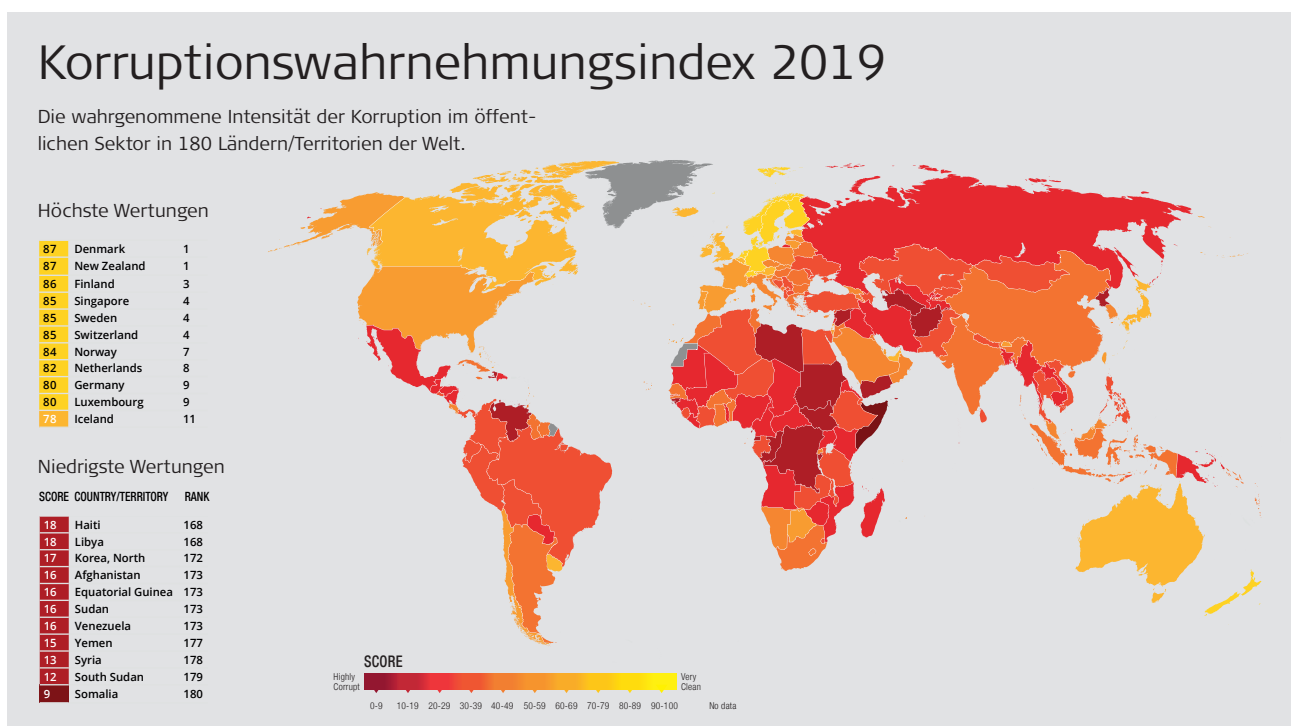 Korruptionswahrnehmungsindex 2019
Die wahrgenommene Intensität der Korruption im öffent-
lichen Sektor in 180 Ländern/Territorien der Welt.
Höchste Wertungen
87 Denmark 1
87 New Zealand 1
86 Finland 3
85 Singapore 4
85 Sweden 4
85 Switzerland 4
84 Norway 7
82 Netherlands 8
80 Germany 9
80 Luxembourg 9
78 Iceland 11
Niedrigste Wertungen
SCORE COUNTRY/TERRITORY RANK
18 Haiti 168
18 Libya 168
17 Korea, North 172
16 Afghanistan 173
16 Equatorial Guinea 173
16 Sudan 173
16 Venezuela 173
15 Yemen 177
13 Syria 178
12 South Sudan 179
9 Somalia 180
SCORE
Highly
Corrupt
Very
Clean
0-9 10-19 20-29 30-39 40-49 50-59 60-69 70-79 80-89 90-100 No data